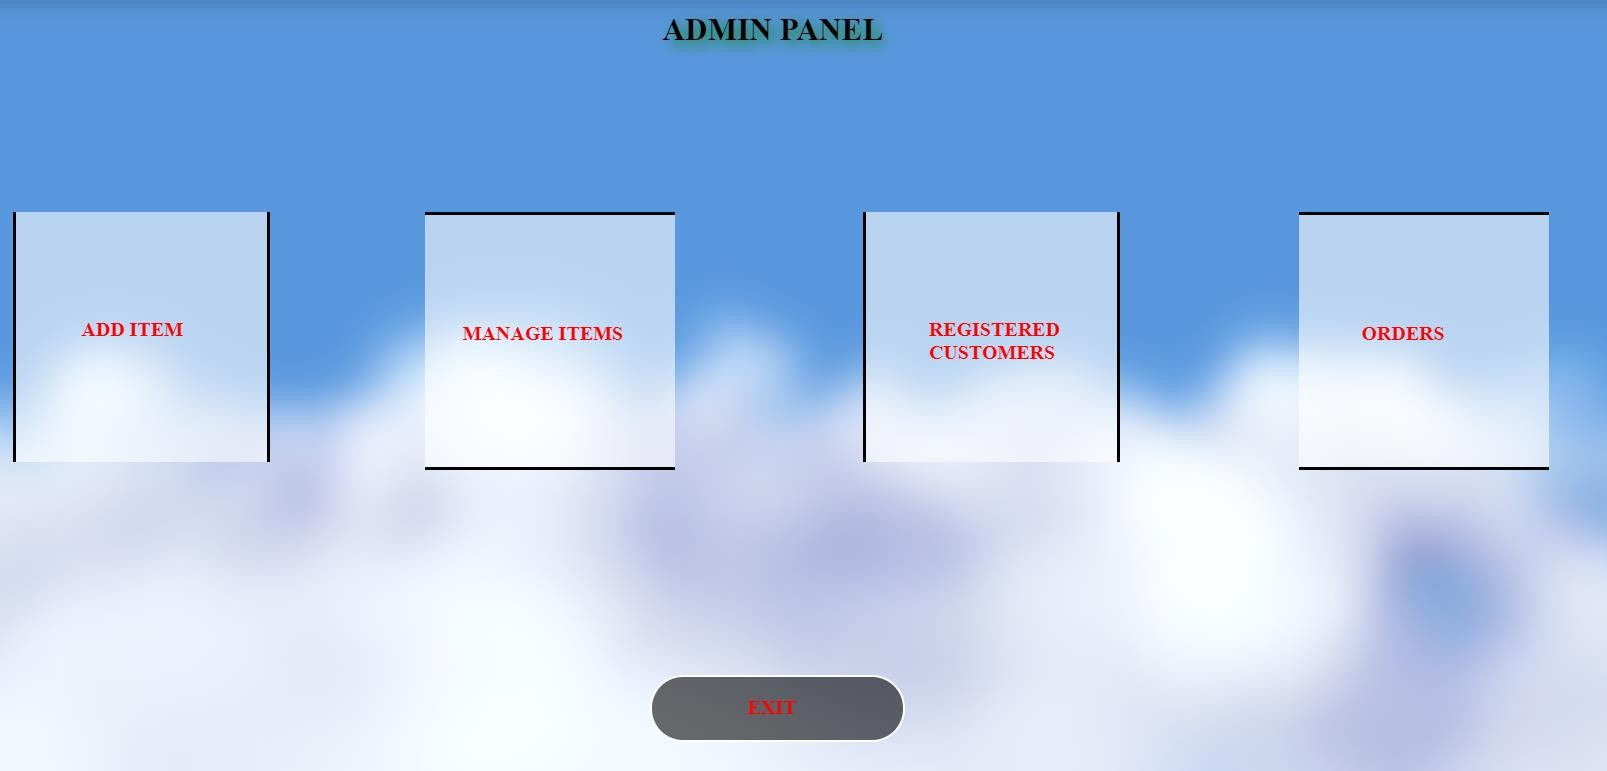 ADMIN PANEL
ADD ITEM
MANAGE ITEMS
REGISTERED
CUSTOMERS
ORDERS
EXIT